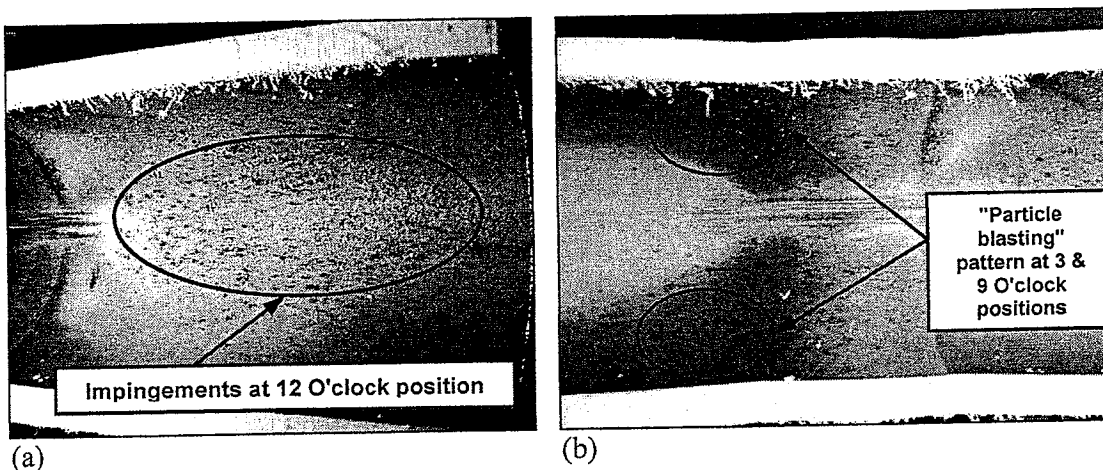 Impingements at 12 O'clock position
(a)
"Particle
blasting"
pattern at 3 &
9 O'clock
positions
(b)